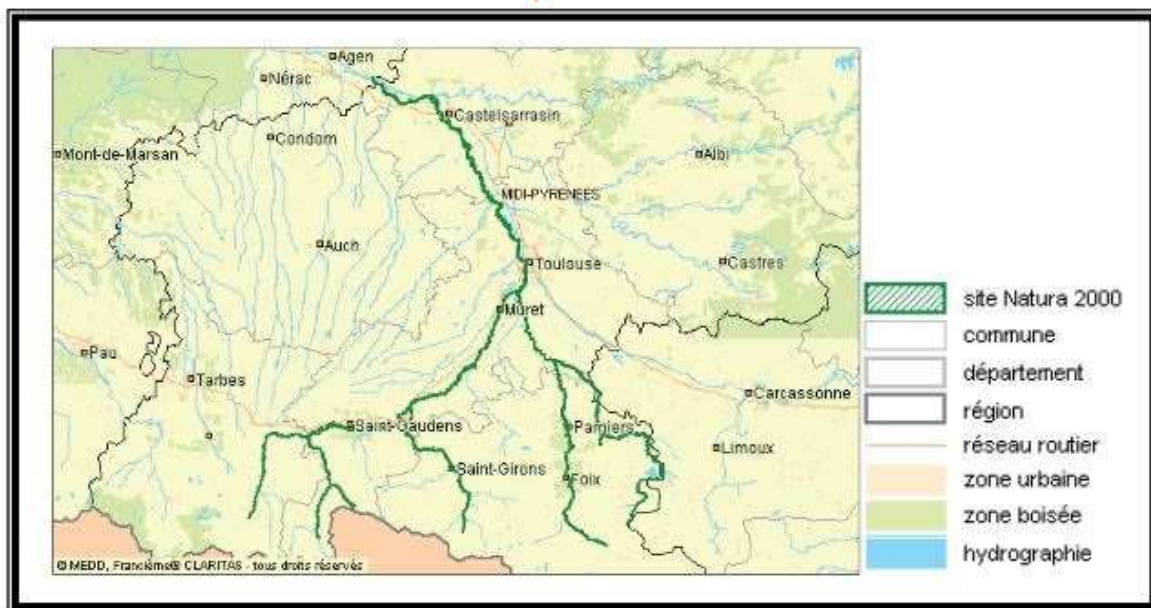 Agen
Nérac
Castelsarrasin
Condom
Mont-de-Marsan
Albi
MIDI-PYRENEES
Auch
Toulouse
Castres
Muret
Pau
Tarbes
Carcassonne
Saint-Gaudens
Pamiers
Limoux
Saint-Girons
Foix
© MEDD, Francième® CLARITAS - tous droits réservés
site Natura 2000
commune
département
région
réseau routier
zone urbaine
zone boisée
hydrographie